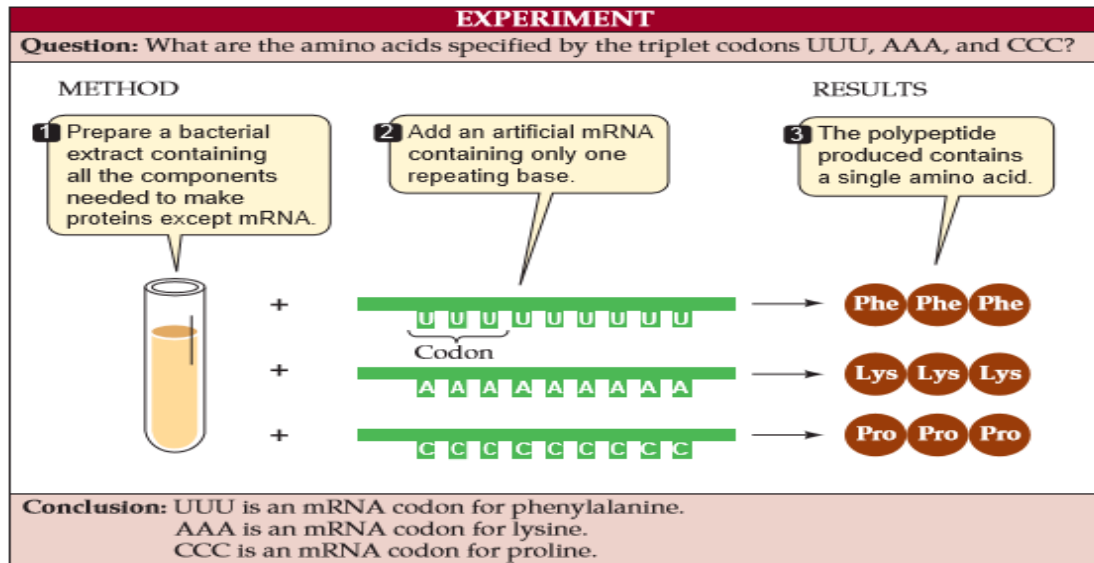 EXPERIMENT
Question: What are the amino acids specified by the triplet codons UUU, AAA, and CCC?
METHOD
RESULTS
1 Prepare a bacterial
extract containing
all the components
needed to make
proteins except mRNA.
2 Add an artificial mRNA
containing only one
repeating base.
3 The polypeptide
produced contains
a single amino acid.
+ U U U U U U U U U Phe Phe Phe
Codon
+ A A A A A A A A A Lys Lys Lys
+ C C C C C C C C C Pro Pro Pro
Conclusion: UUU is an mRNA codon for phenylalanine.
AAA is an mRNA codon for lysine.
CCC is an mRNA codon for proline.